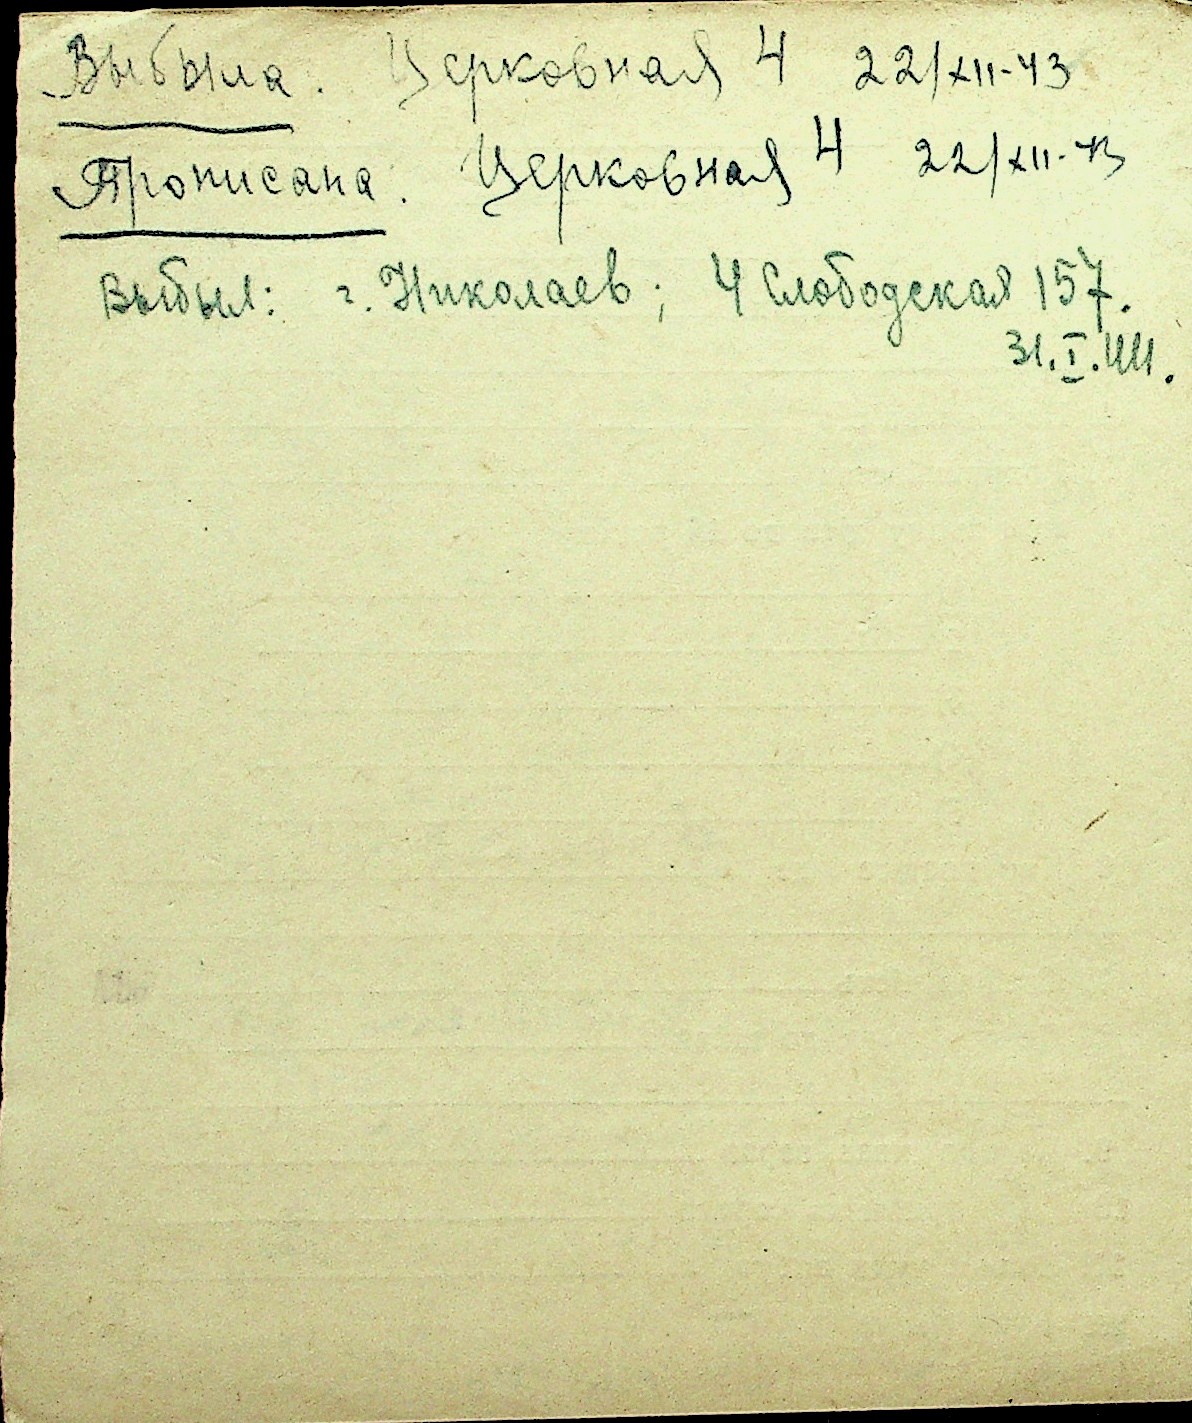 Выбыла. Церковная 4 22/XII-43
Прописана. Церковная 4 22/XII-43
Выбыл: г. Николаев; 4 Слободская 157.
31.I.44.